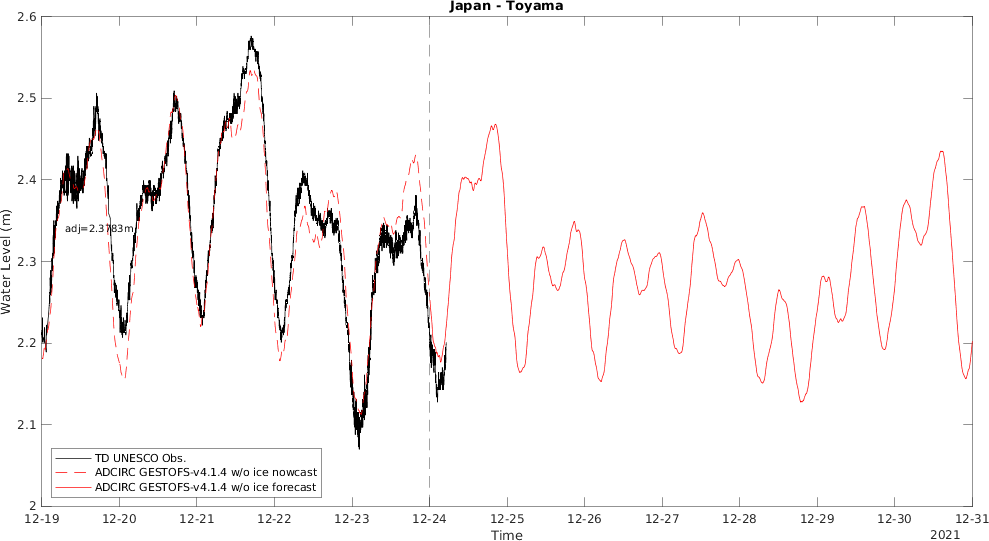 Japan - Toyama
2.6
2.5
2.4
2.3
2.2
2.1
2
Water Level (m)
adj=2.3783m
TD UNESCO Obs.
ADCIRC GESTOFS-v4.1.4 w/o ice nowcast
ADCIRC GESTOFS-v4.1.4 w/o ice forecast
12-19 12-20 12-21 12-22 12-23 12-24 12-25 12-26 12-27 12-28 12-29 12-30 12-31
Time
2021